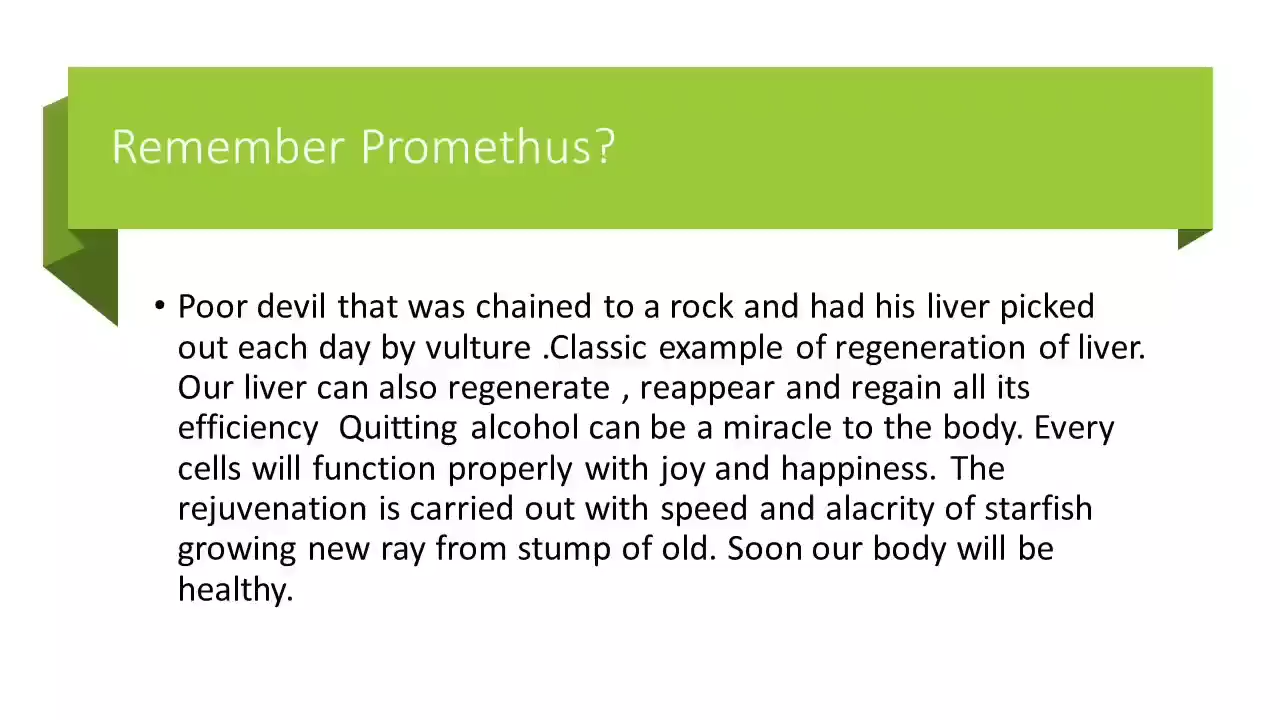 Remember Promethus?
• Poor devil that was chained to a rock and had his liver picked
out each day by vulture .Classic example of regeneration of liver.
Our liver can also regenerate , reappear and regain all its
efficiency  Quitting alcohol can be a miracle to the body. Every
cells will function properly with joy and happiness. The
rejuvenation is carried out with speed and alacrity of starfish
growing new ray from stump of old. Soon our body will be
healthy.